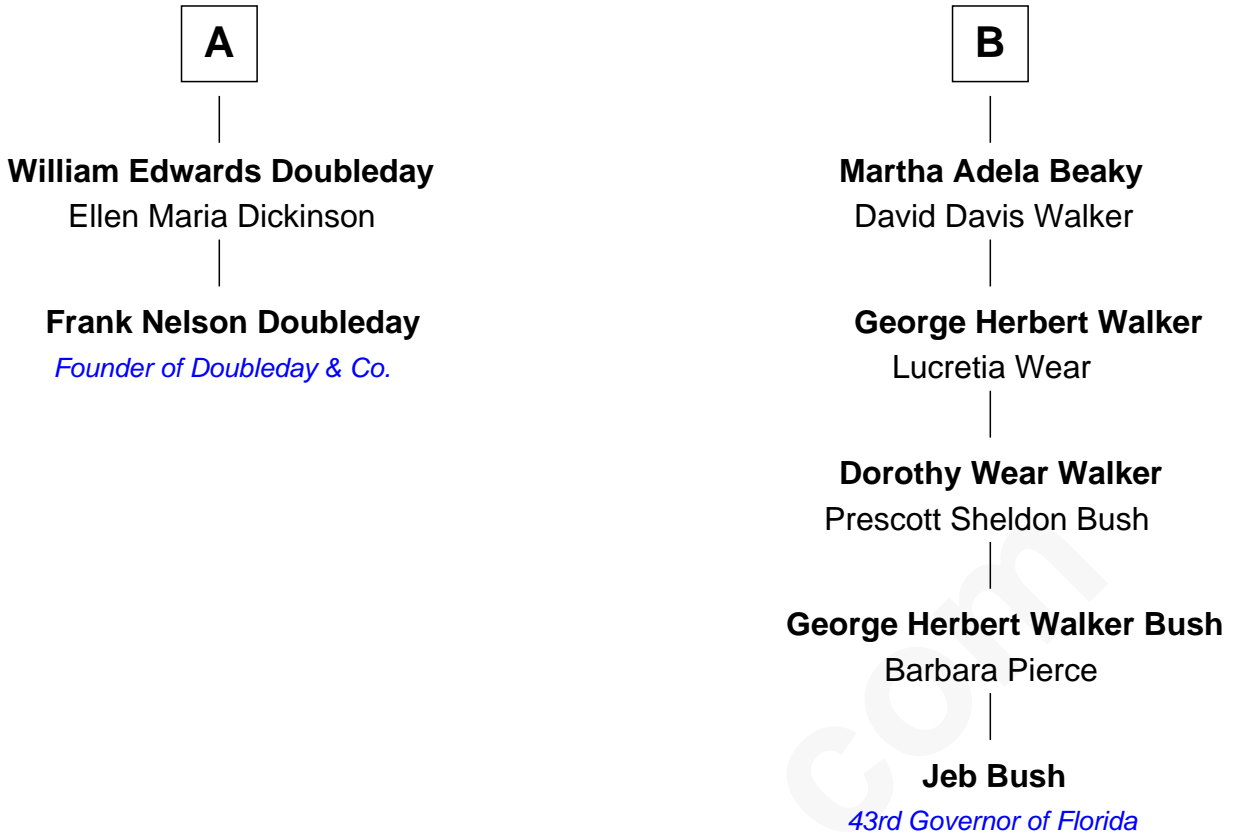 A
William Edwards Doubleday
Ellen Maria Dickinson
Frank Nelson Doubleday
Founder of Doubleday & Co.
B
Martha Adela Beaky
David Davis Walker
George Herbert Walker
Lucretia Wear
Dorothy Wear Walker
Prescott Sheldon Bush
George Herbert Walker Bush
Barbara Pierce
Jeb Bush
43rd Governor of Florida
com